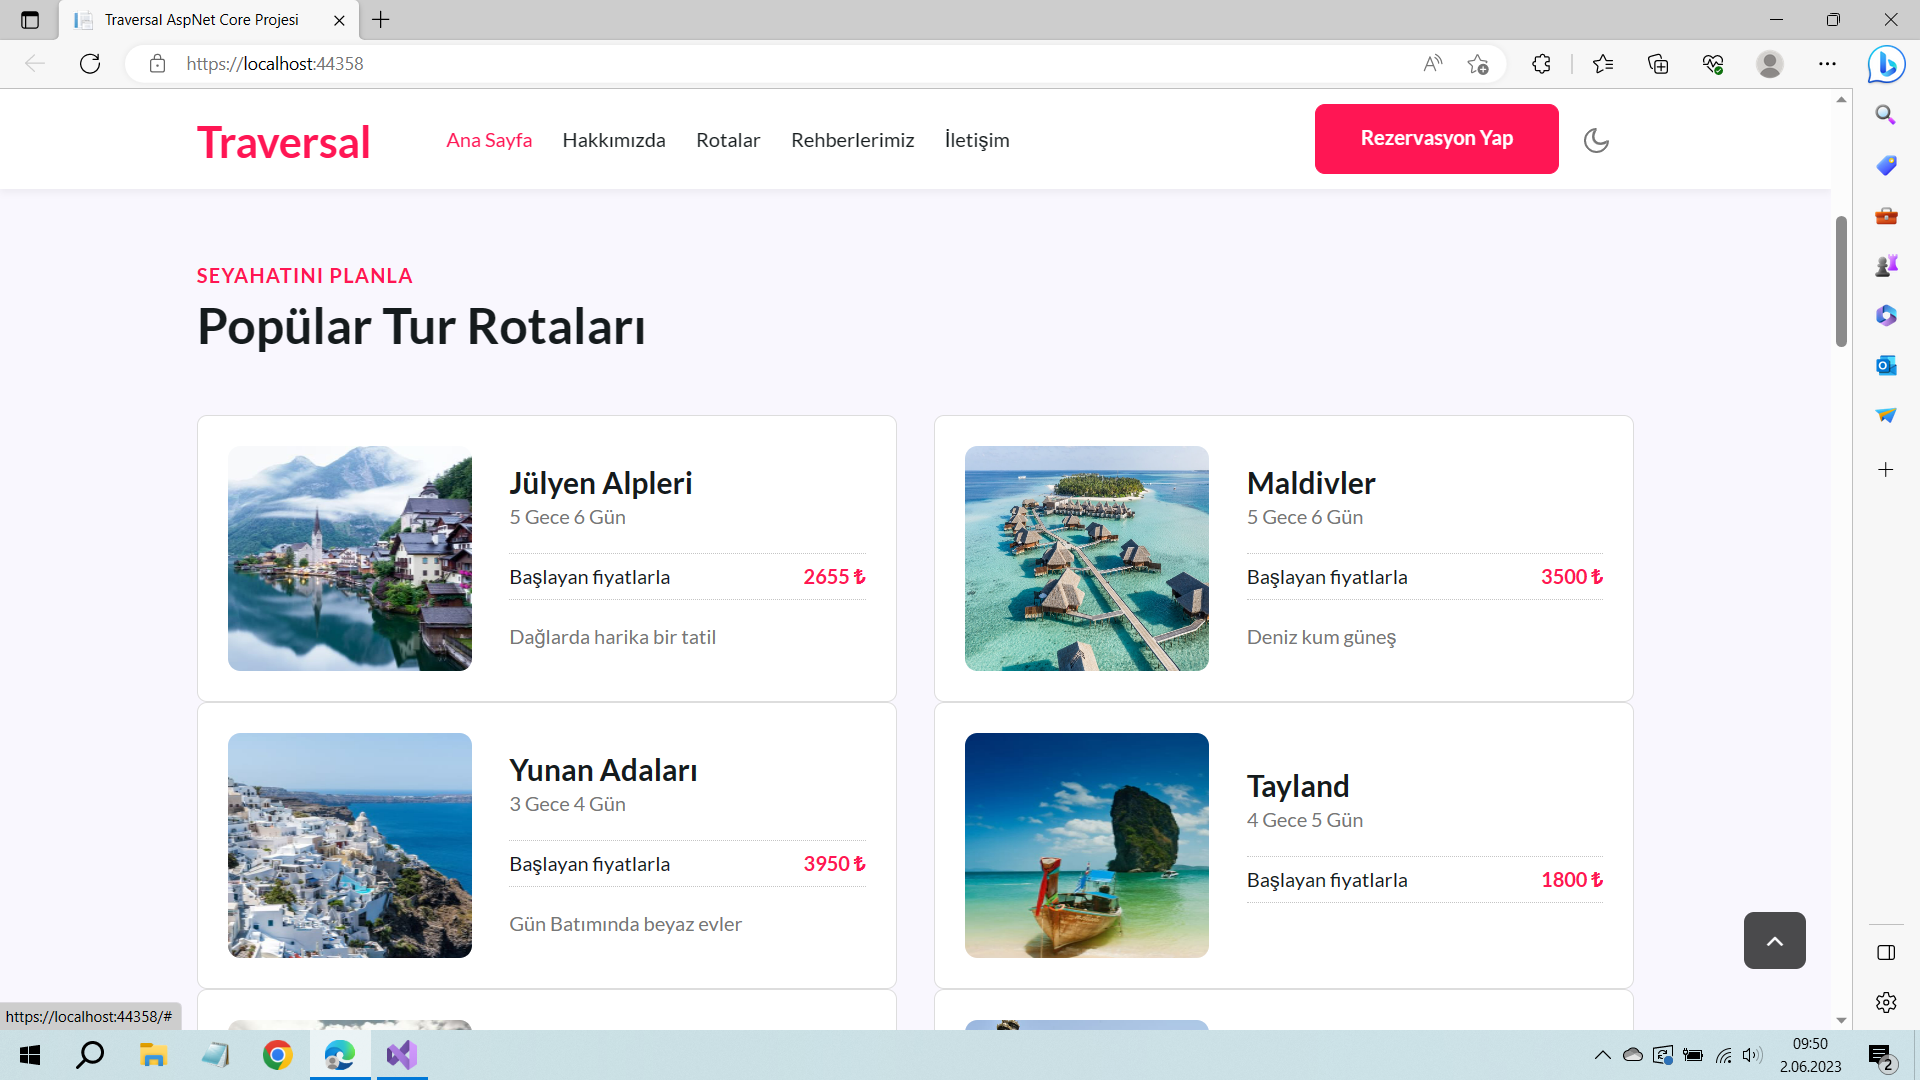 Traversal AspNet Core Projesi
https://localhost:44358
Traversal
Ana Sayfa
Hakkımızda
Rotalar
Rehberlerimiz
İletişim
Rezervasyon Yap
SEYAHATINI PLANLA
Popülar Tur Rotaları
Jülyen Alpleri
5 Gece 6 Gün
Başlayan fiyatlarla 2655 ₺
Dağlarda harika bir tatil
Maldivler
5 Gece 6 Gün
Başlayan fiyatlarla 3500 ₺
Deniz kum güneş
Yunan Adaları
3 Gece 4 Gün
Başlayan fiyatlarla 3950 ₺
Gün Batımında beyaz evler
Tayland
4 Gece 5 Gün
Başlayan fiyatlarla 1800 ₺
https://localhost:44358/#
09:50
2.06.2023
2